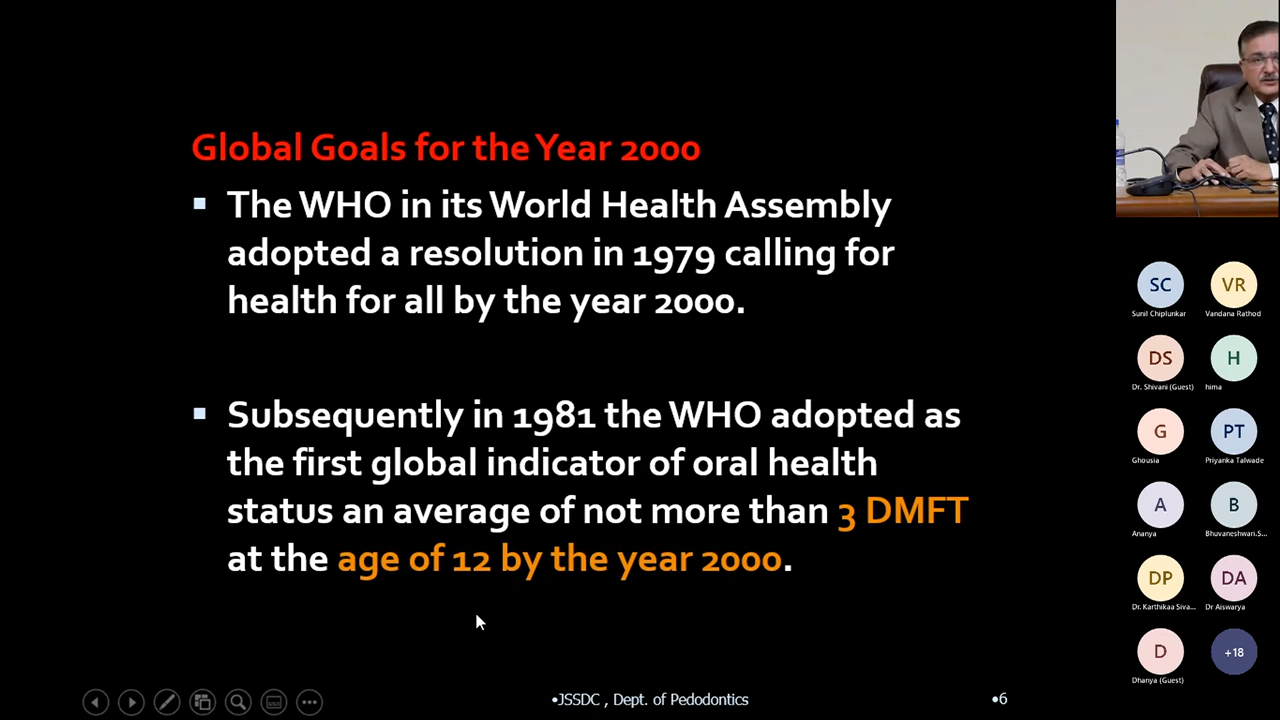 Global Goals for the Year 2000
▪ The WHO in its World Health Assembly
adopted a resolution in 1979 calling for
health for all by the year 2000.
▪ Subsequently in 1981 the WHO adopted as
the first global indicator of oral health
status an average of not more than 3 DMFT
at the age of 12 by the year 2000.
•JSSDC , Dept. of Pedodontics
•6
SC
VR
Sunil Chiplunkar
Vandana Rathod
DS
H
Dr. Shivani (Guest)
hima
G
PT
Ghousia
Priyanka Talwade
A
B
Ananya
Bhuvaneshwari.S...
DP
DA
Dr. Karthikaa Siva...
Dr Aiswarya
D
+18
Dhanya (Guest)